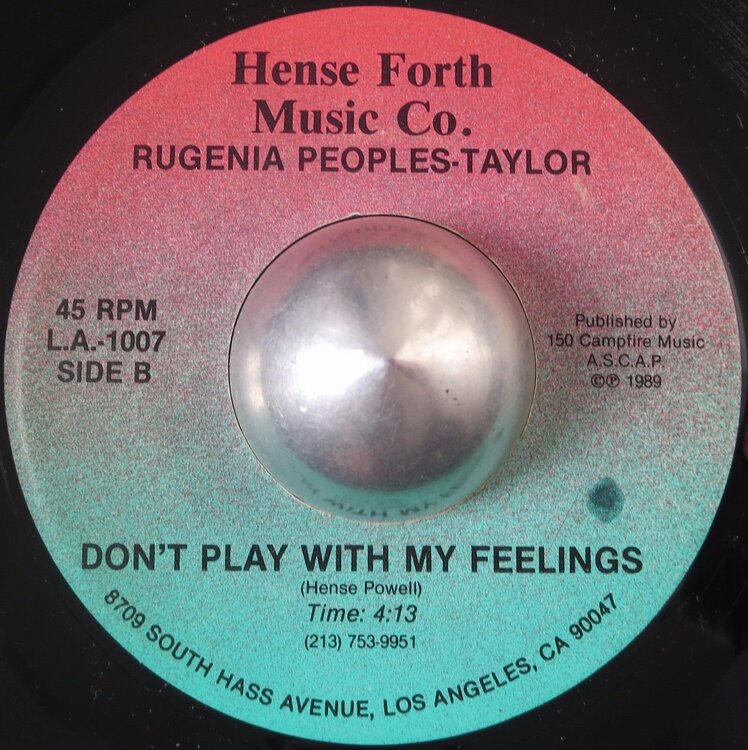 Hense Forth
Music Co.
RUGENIA PEOPLES-TAYLOR
45 RPM
L.A.-1007
SIDE B
Published by
150 Campfire Music
A.S.C.A.P.
©℗ 1989
DON'T PLAY WITH MY FEELINGS
(Hense Powell)
Time: 4:13
(213) 753-9951
8709 SOUTH HASS AVENUE, LOS ANGELES, CA 90047